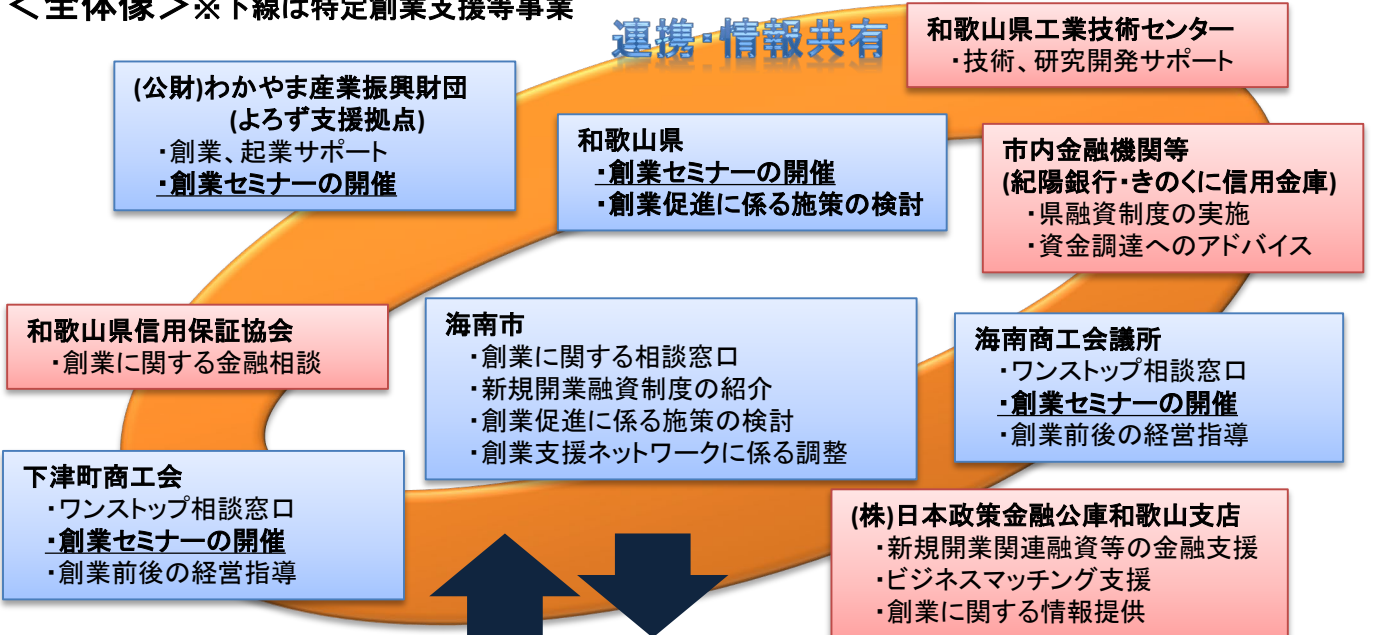 ＜全体像＞※下線は特定創業支援等事業
連携・情報共有
和歌山県工業技術センター
・技術、研究開発サポート
(公財)わかやま産業振興財団
(よろず支援拠点)
・創業、起業サポート
・創業セミナーの開催
和歌山県
・創業セミナーの開催
・創業促進に係る施策の検討
市内金融機関等
(紀陽銀行・きのくに信用金庫)
・県融資制度の実施
・資金調達へのアドバイス
和歌山県信用保証協会
・創業に関する金融相談
海南市
・創業に関する相談窓口
・新規開業融資制度の紹介
・創業促進に係る施策の検討
・創業支援ネットワークに係る調整
海南商工会議所
・ワンストップ相談窓口
・創業セミナーの開催
・創業前後の経営指導
下津町商工会
・ワンストップ相談窓口
・創業セミナーの開催
・創業前後の経営指導
(株)日本政策金融公庫和歌山支店
・新規開業関連融資等の金融支援
・ビジネスマッチング支援
・創業に関する情報提供